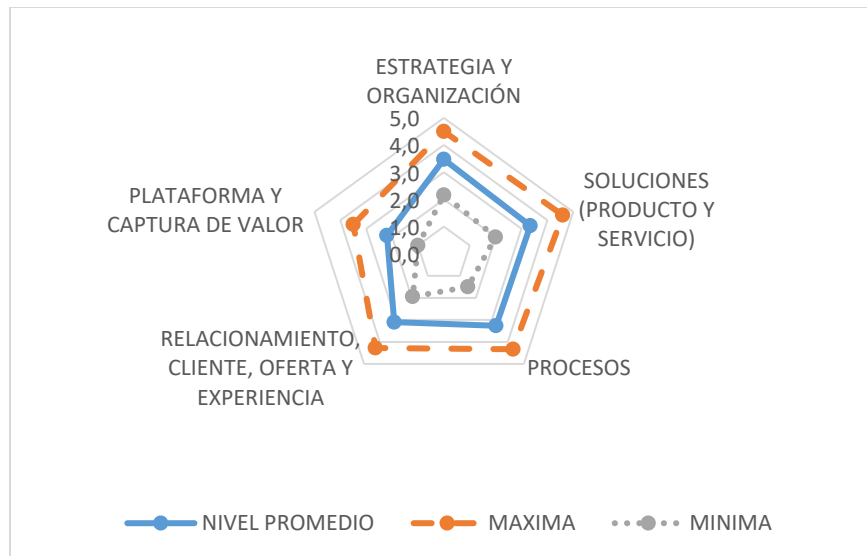 ESTRATEGIA Y
ORGANIZACIÓN
5,0
4,0
3,0
2,0
1,0
0,0
SOLUCIONES
(PRODUCTO Y
SERVICIO)
PROCESOS
RELACIONAMIENTO,
CLIENTE, OFERTA Y
EXPERIENCIA
PLATAFORMA Y
CAPTURA DE VALOR
NIVEL PROMEDIO
MAXIMA
MINIMA